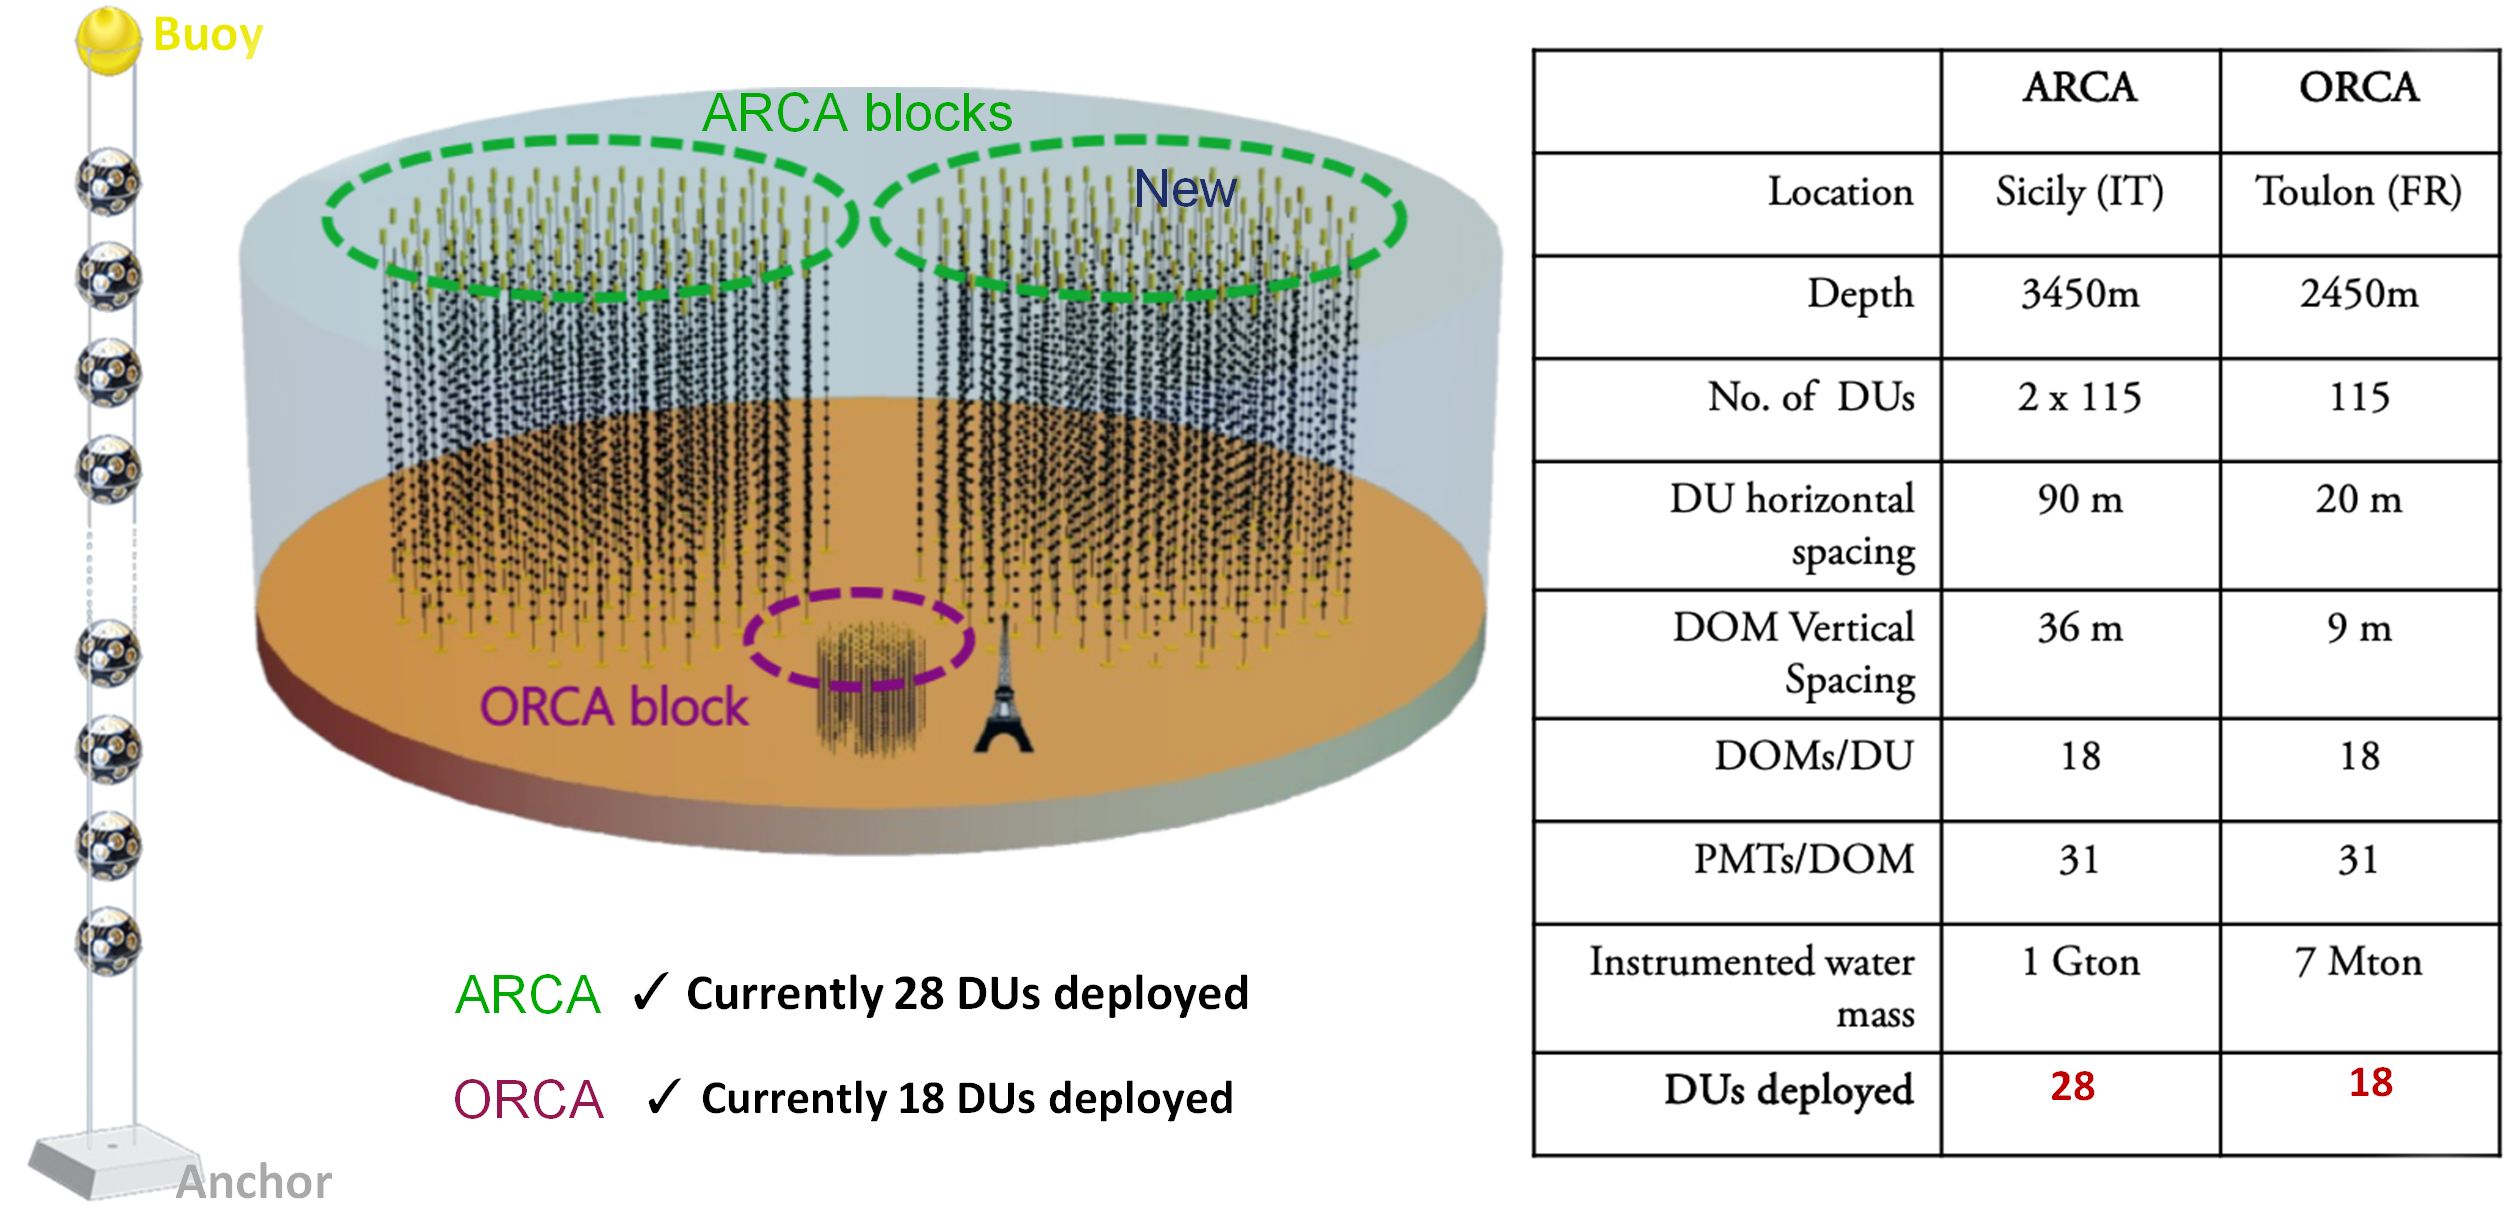 Buoy
ARCA blocks
New
ORCA block
Anchor
ARCA ✓ Currently 28 DUs deployed
ORCA ✓ Currently 18 DUs deployed
ARCA ORCA
Location Sicily (IT) Toulon (FR)
Depth 3450m 2450m
No. of DUs 2 x 115 115
DU horizontal 90 m 20 m
spacing
DOM Vertical 36 m 9 m
Spacing
DOMs/DU 18 18
PMTs/DOM 31 31
Instrumented water 1 Gton 7 Mton
mass
DUs deployed 28 18